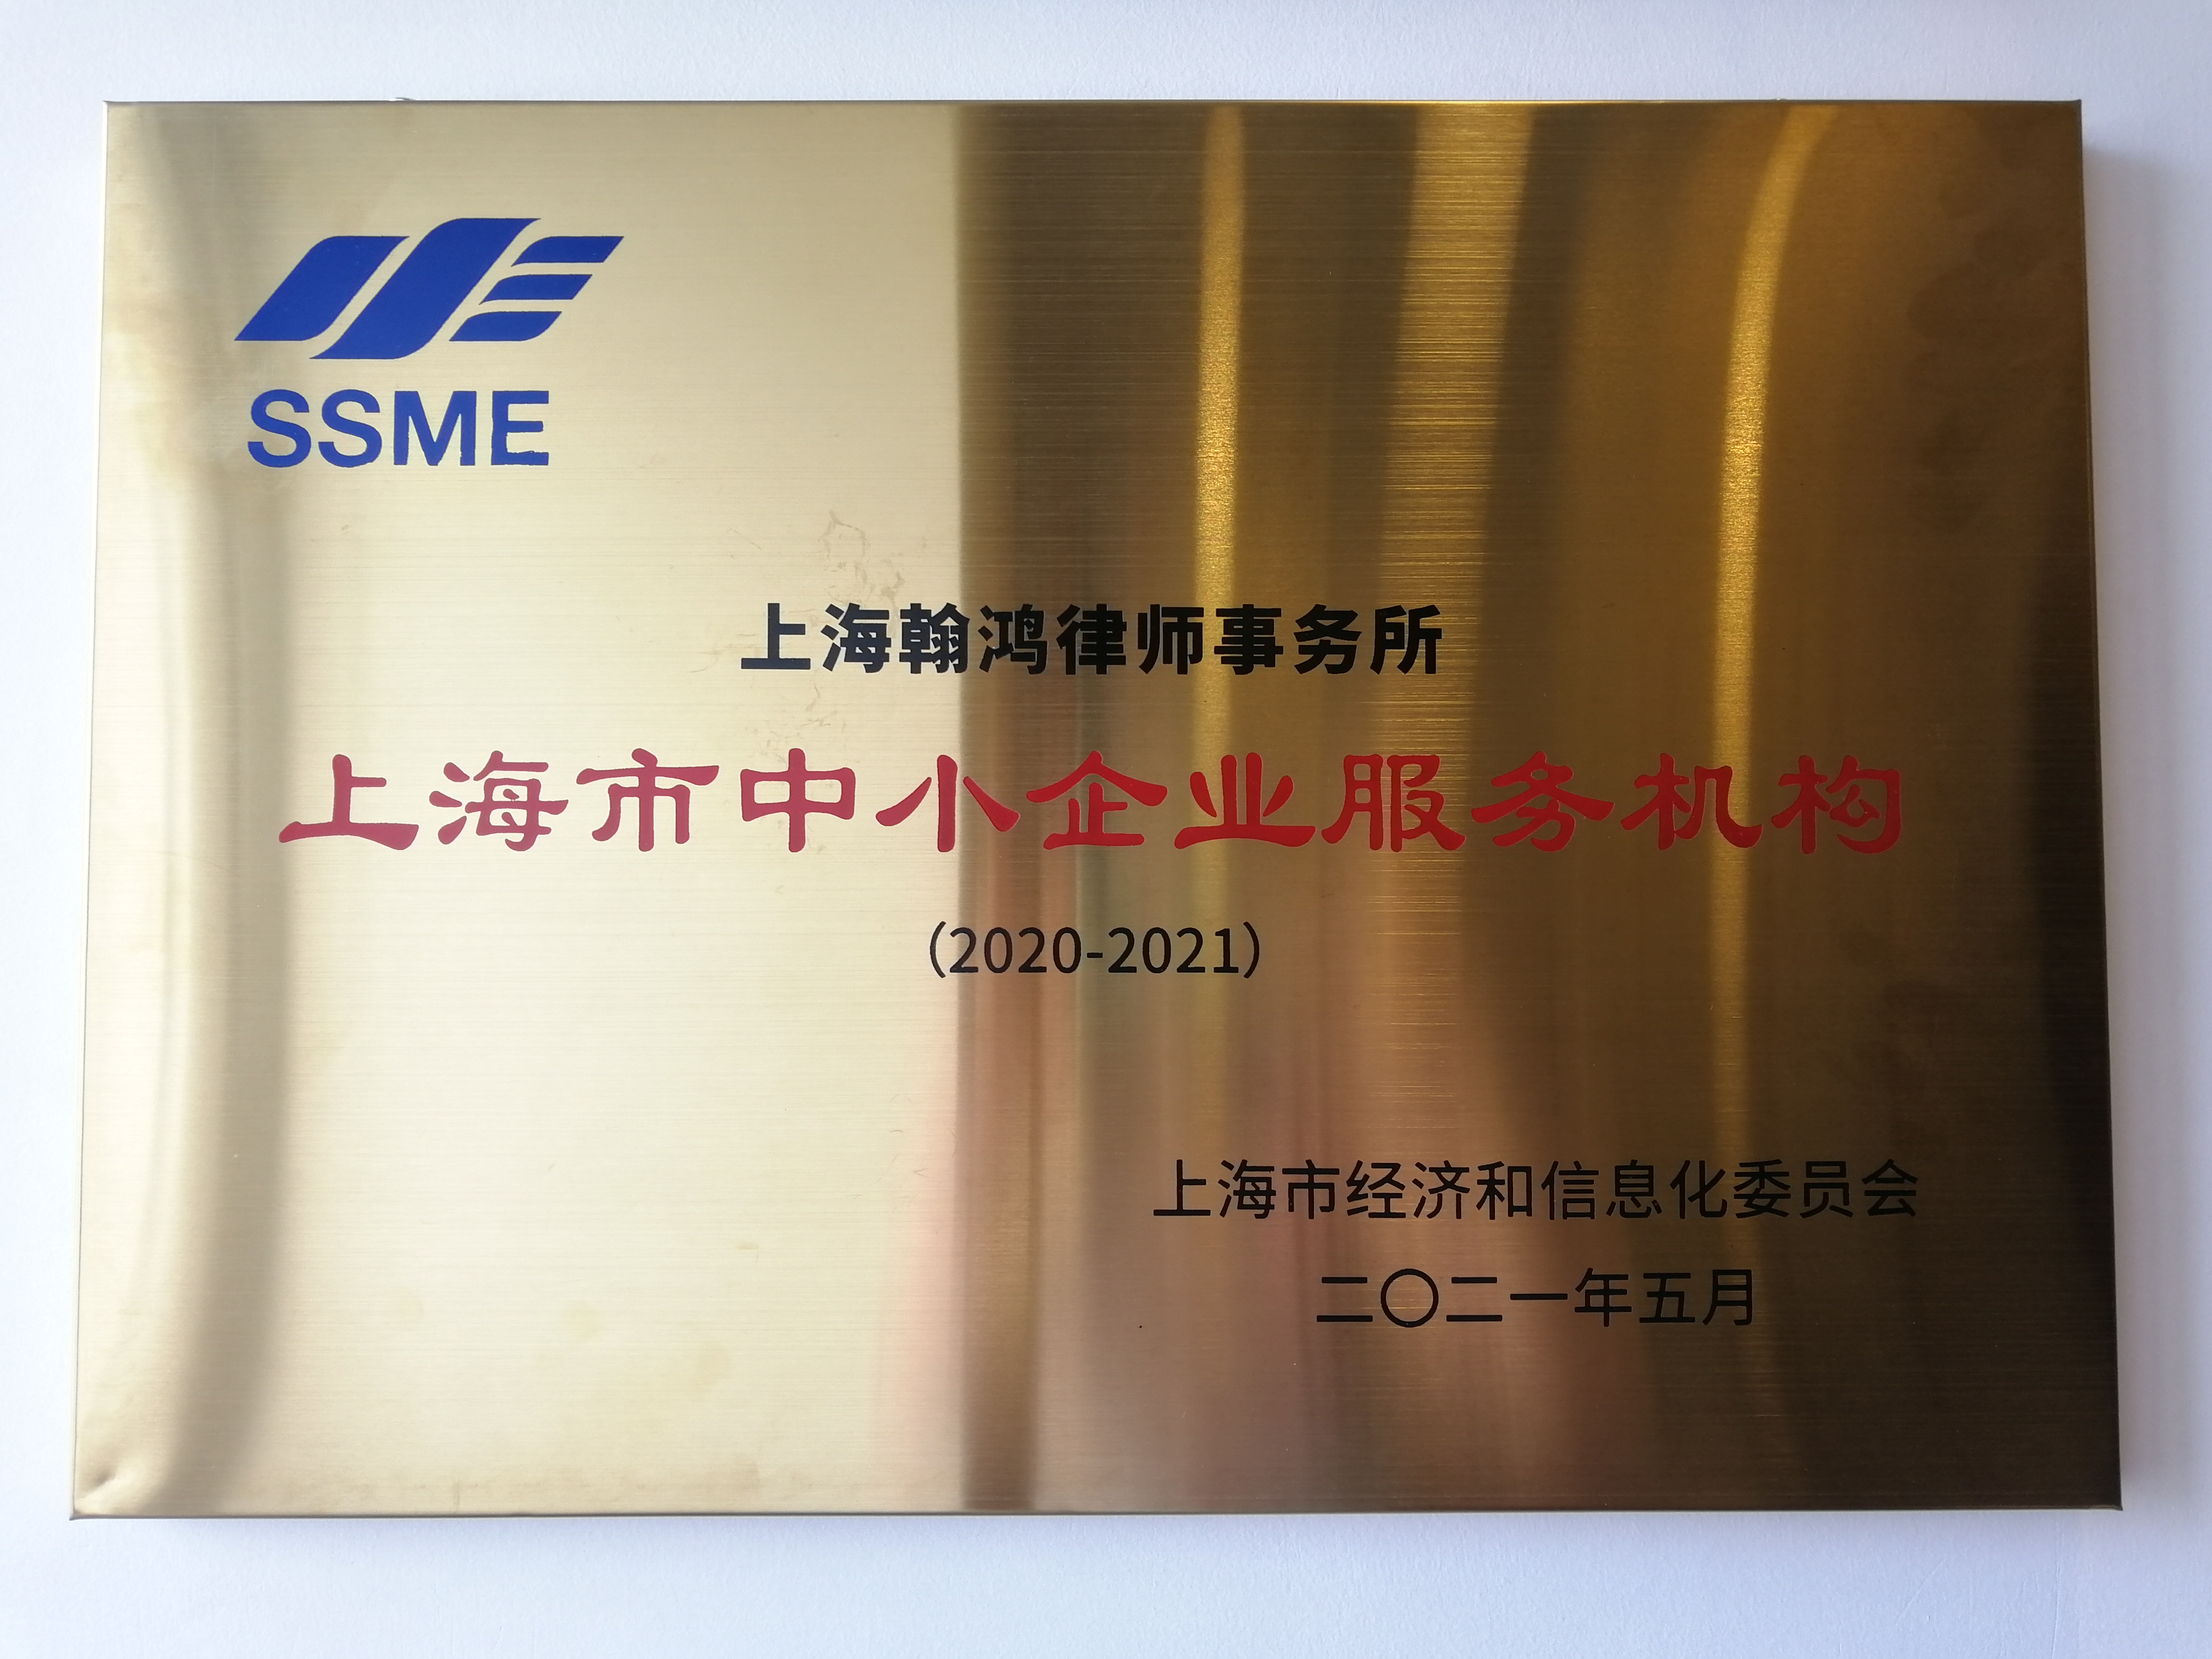 SSME
上海翰鸿律师事务所
上海市中小企业服务机构
（2020-2021）
上海市经济和信息化委员会
二〇二一年五月